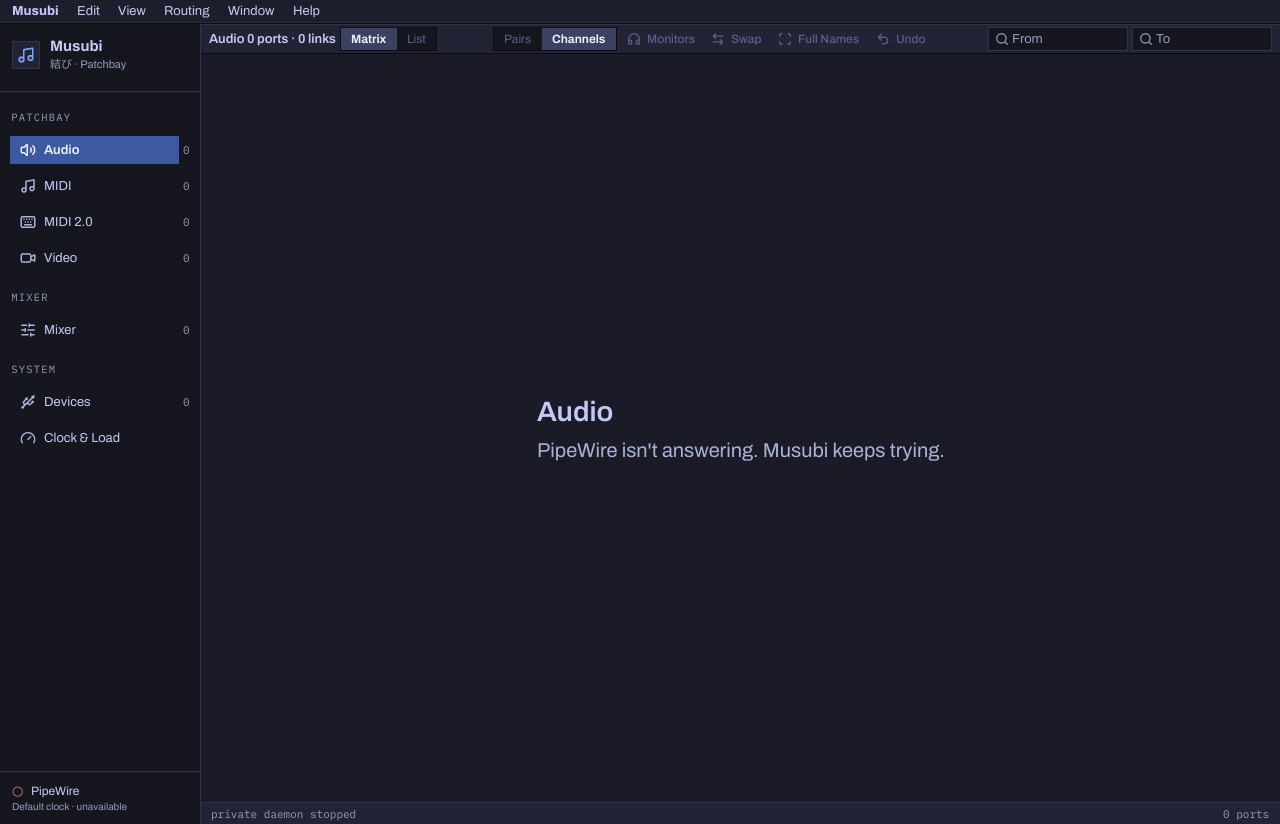 Musubi Edit View Routing Window Help
Musubi
結び · Patchbay
Audio 0 ports · 0 links Matrix List Pairs Channels Monitors Swap Full Names Undo From To
PATCHBAY
Audio 0
MIDI 0
MIDI 2.0 0
Video 0
MIXER
Mixer 0
SYSTEM
Devices 0
Clock & Load
Audio
PipeWire isn't answering. Musubi keeps trying.
PipeWire
Default clock · unavailable
private daemon stopped 0 ports